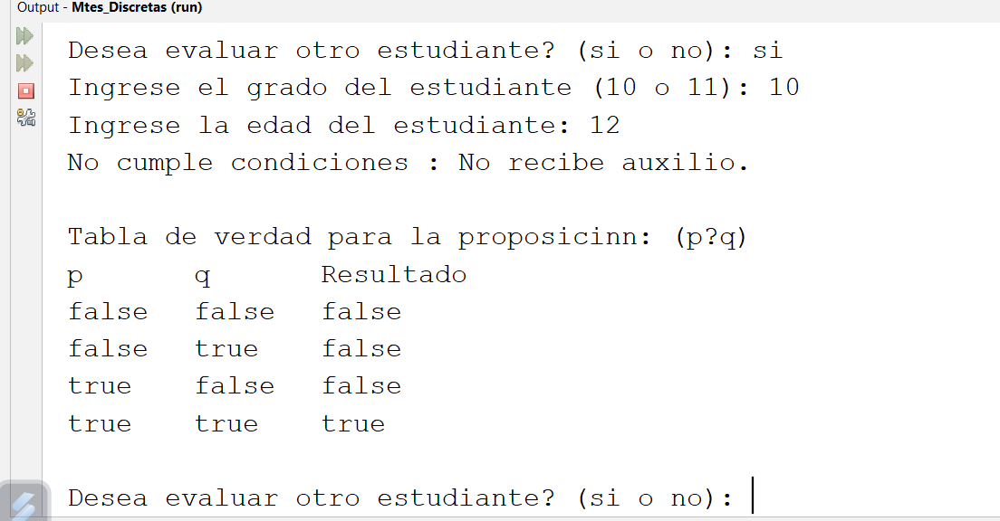 Output - Mtes_Discretas (run)
Desea evaluar otro estudiante? (si o no): si
Ingrese el grado del estudiante (10 o 11): 10
Ingrese la edad del estudiante: 12
No cumple condiciones : No recibe auxilio.
Tabla de verdad para la proposicinn: (p?q)
p q Resultado
false false false
false true false
true false false
true true true
Desea evaluar otro estudiante? (si o no):